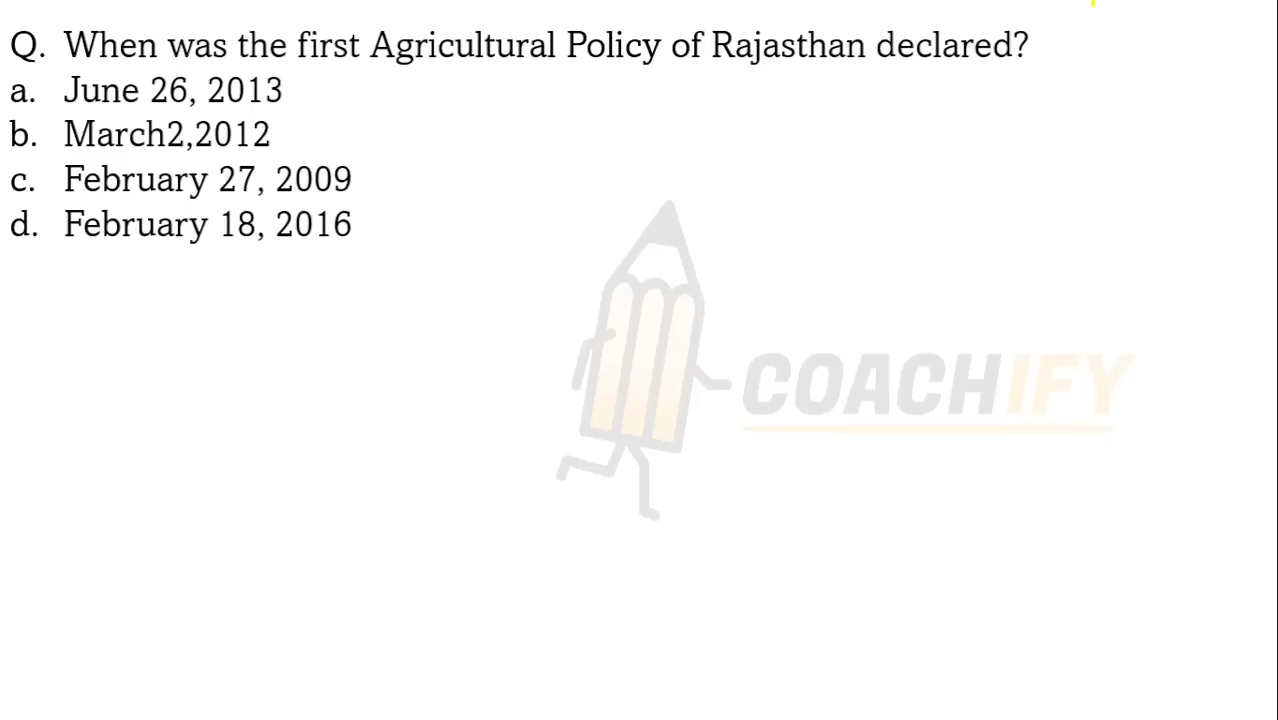 Q. When was the first Agricultural Policy of Rajasthan declared?
a. June 26, 2013
b. March2,2012
c. February 27, 2009
d. February 18, 2016
COACHIFY